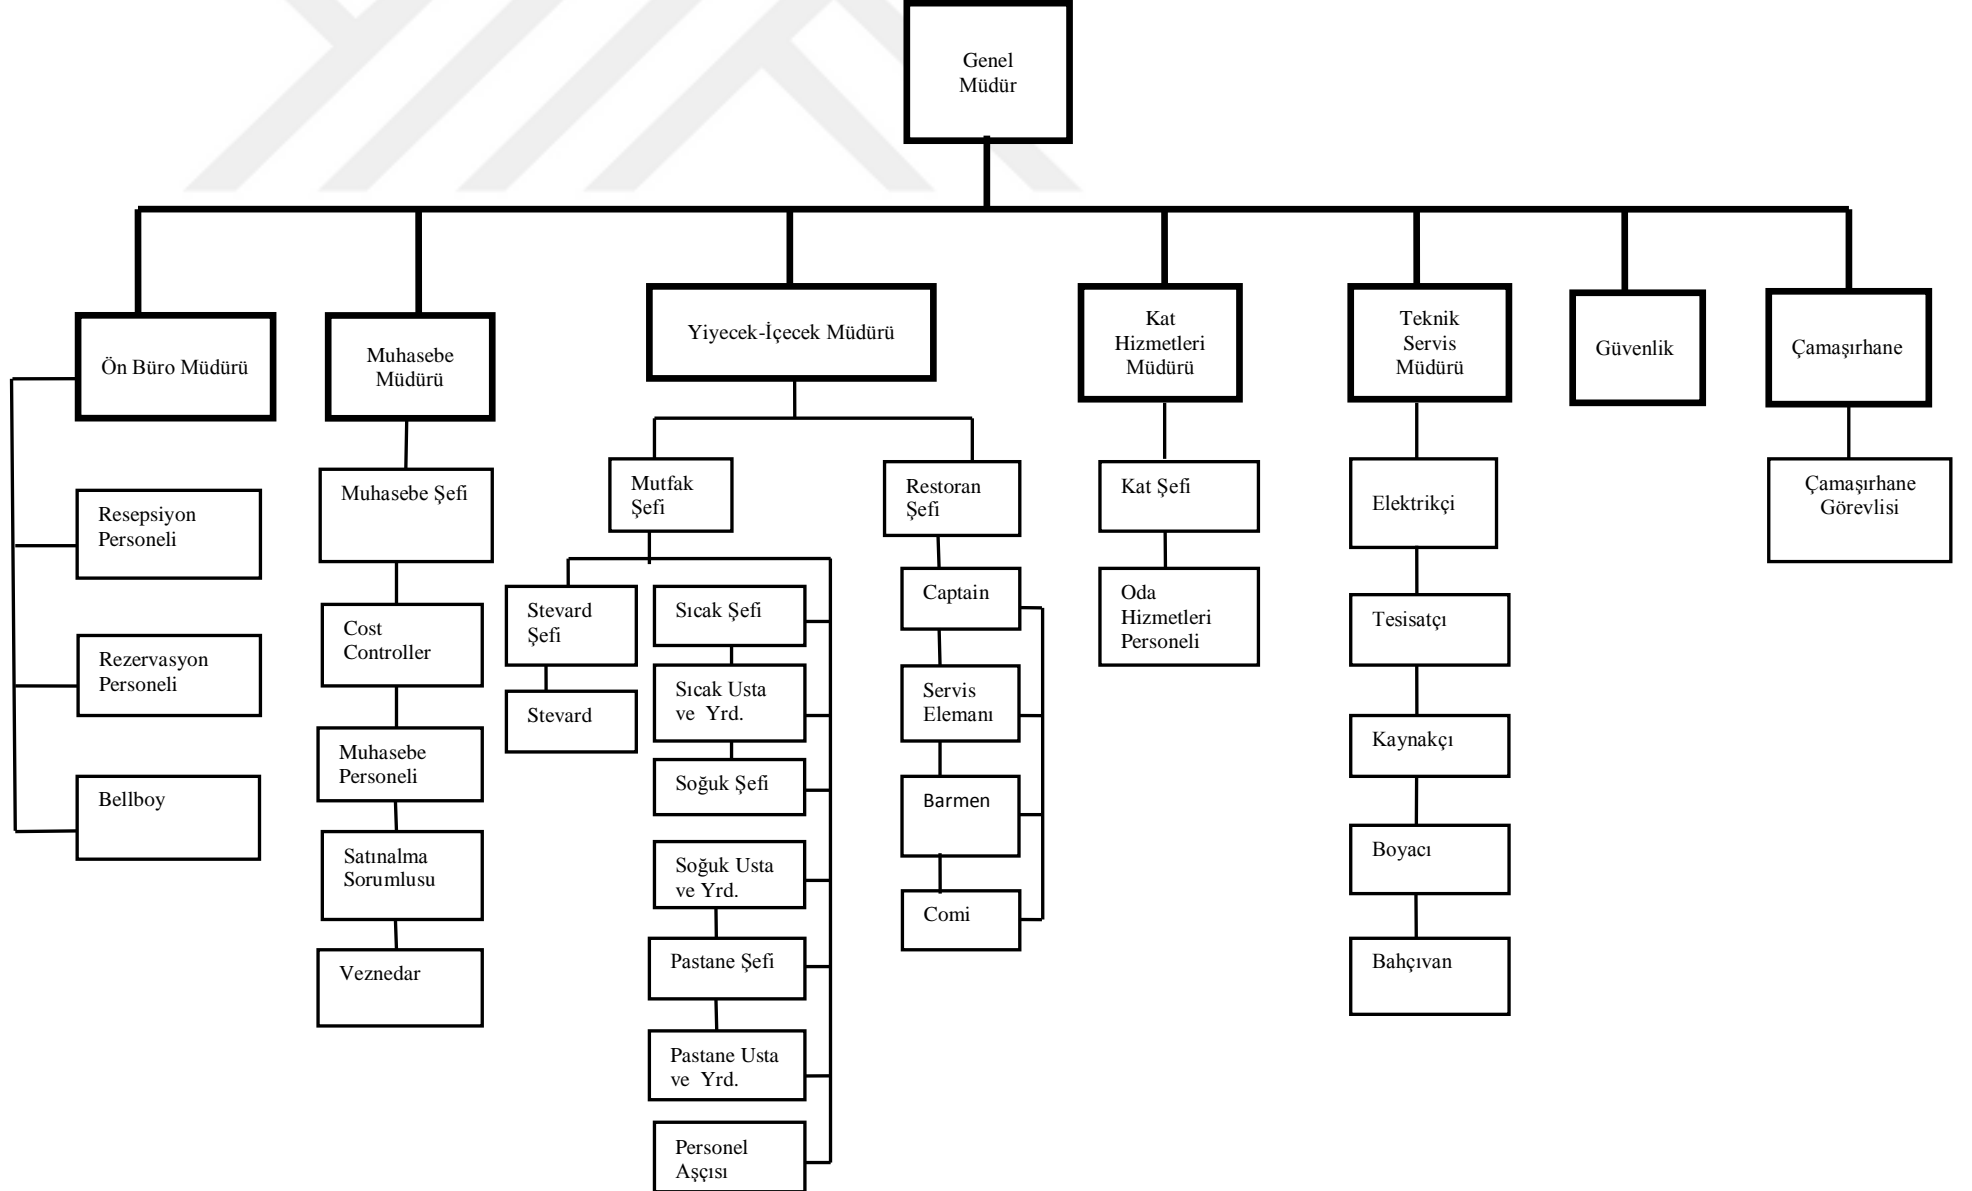 Genel
Müdür
Ön Büro Müdürü
Muhasebe
Müdürü
Yiyecek-İçecek Müdürü
Kat
Hizmetleri
Müdürü
Teknik
Servis
Müdürü
Güvenlik
Çamaşırhane
Resepsiyon
Personeli
Rezervasyon
Personeli
Bellboy
Muhasebe Şefi
Cost
Controller
Muhasebe
Personeli
Satınalma
Sorumlusu
Veznedar
Mutfak
Şefi
Stevard
Şefi
Stevard
Sıcak Şefi
Sıcak Usta
ve Yrd.
Soğuk Şefi
Soğuk Usta
ve Yrd.
Pastane Şefi
Pastane Usta
ve Yrd.
Personel
Aşçısı
Restoran
Şefi
Captain
Servis
Elemanı
Barmen
Comi
Kat Şefi
Oda
Hizmetleri
Personeli
Elektrikçi
Tesisatçı
Kaynakçı
Boyacı
Bahçıvan
Çamaşırhane
Görevlisi